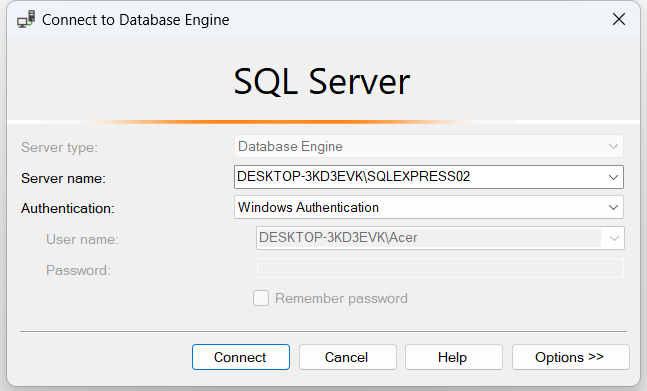 Connect to Database Engine
SQL Server
Server type: Database Engine
Server name: DESKTOP-3KD3EVK\SQLEXPRESS02
Authentication: Windows Authentication
User name: DESKTOP-3KD3EVK\Acer
Password:
Remember password
Connect Cancel Help Options >>